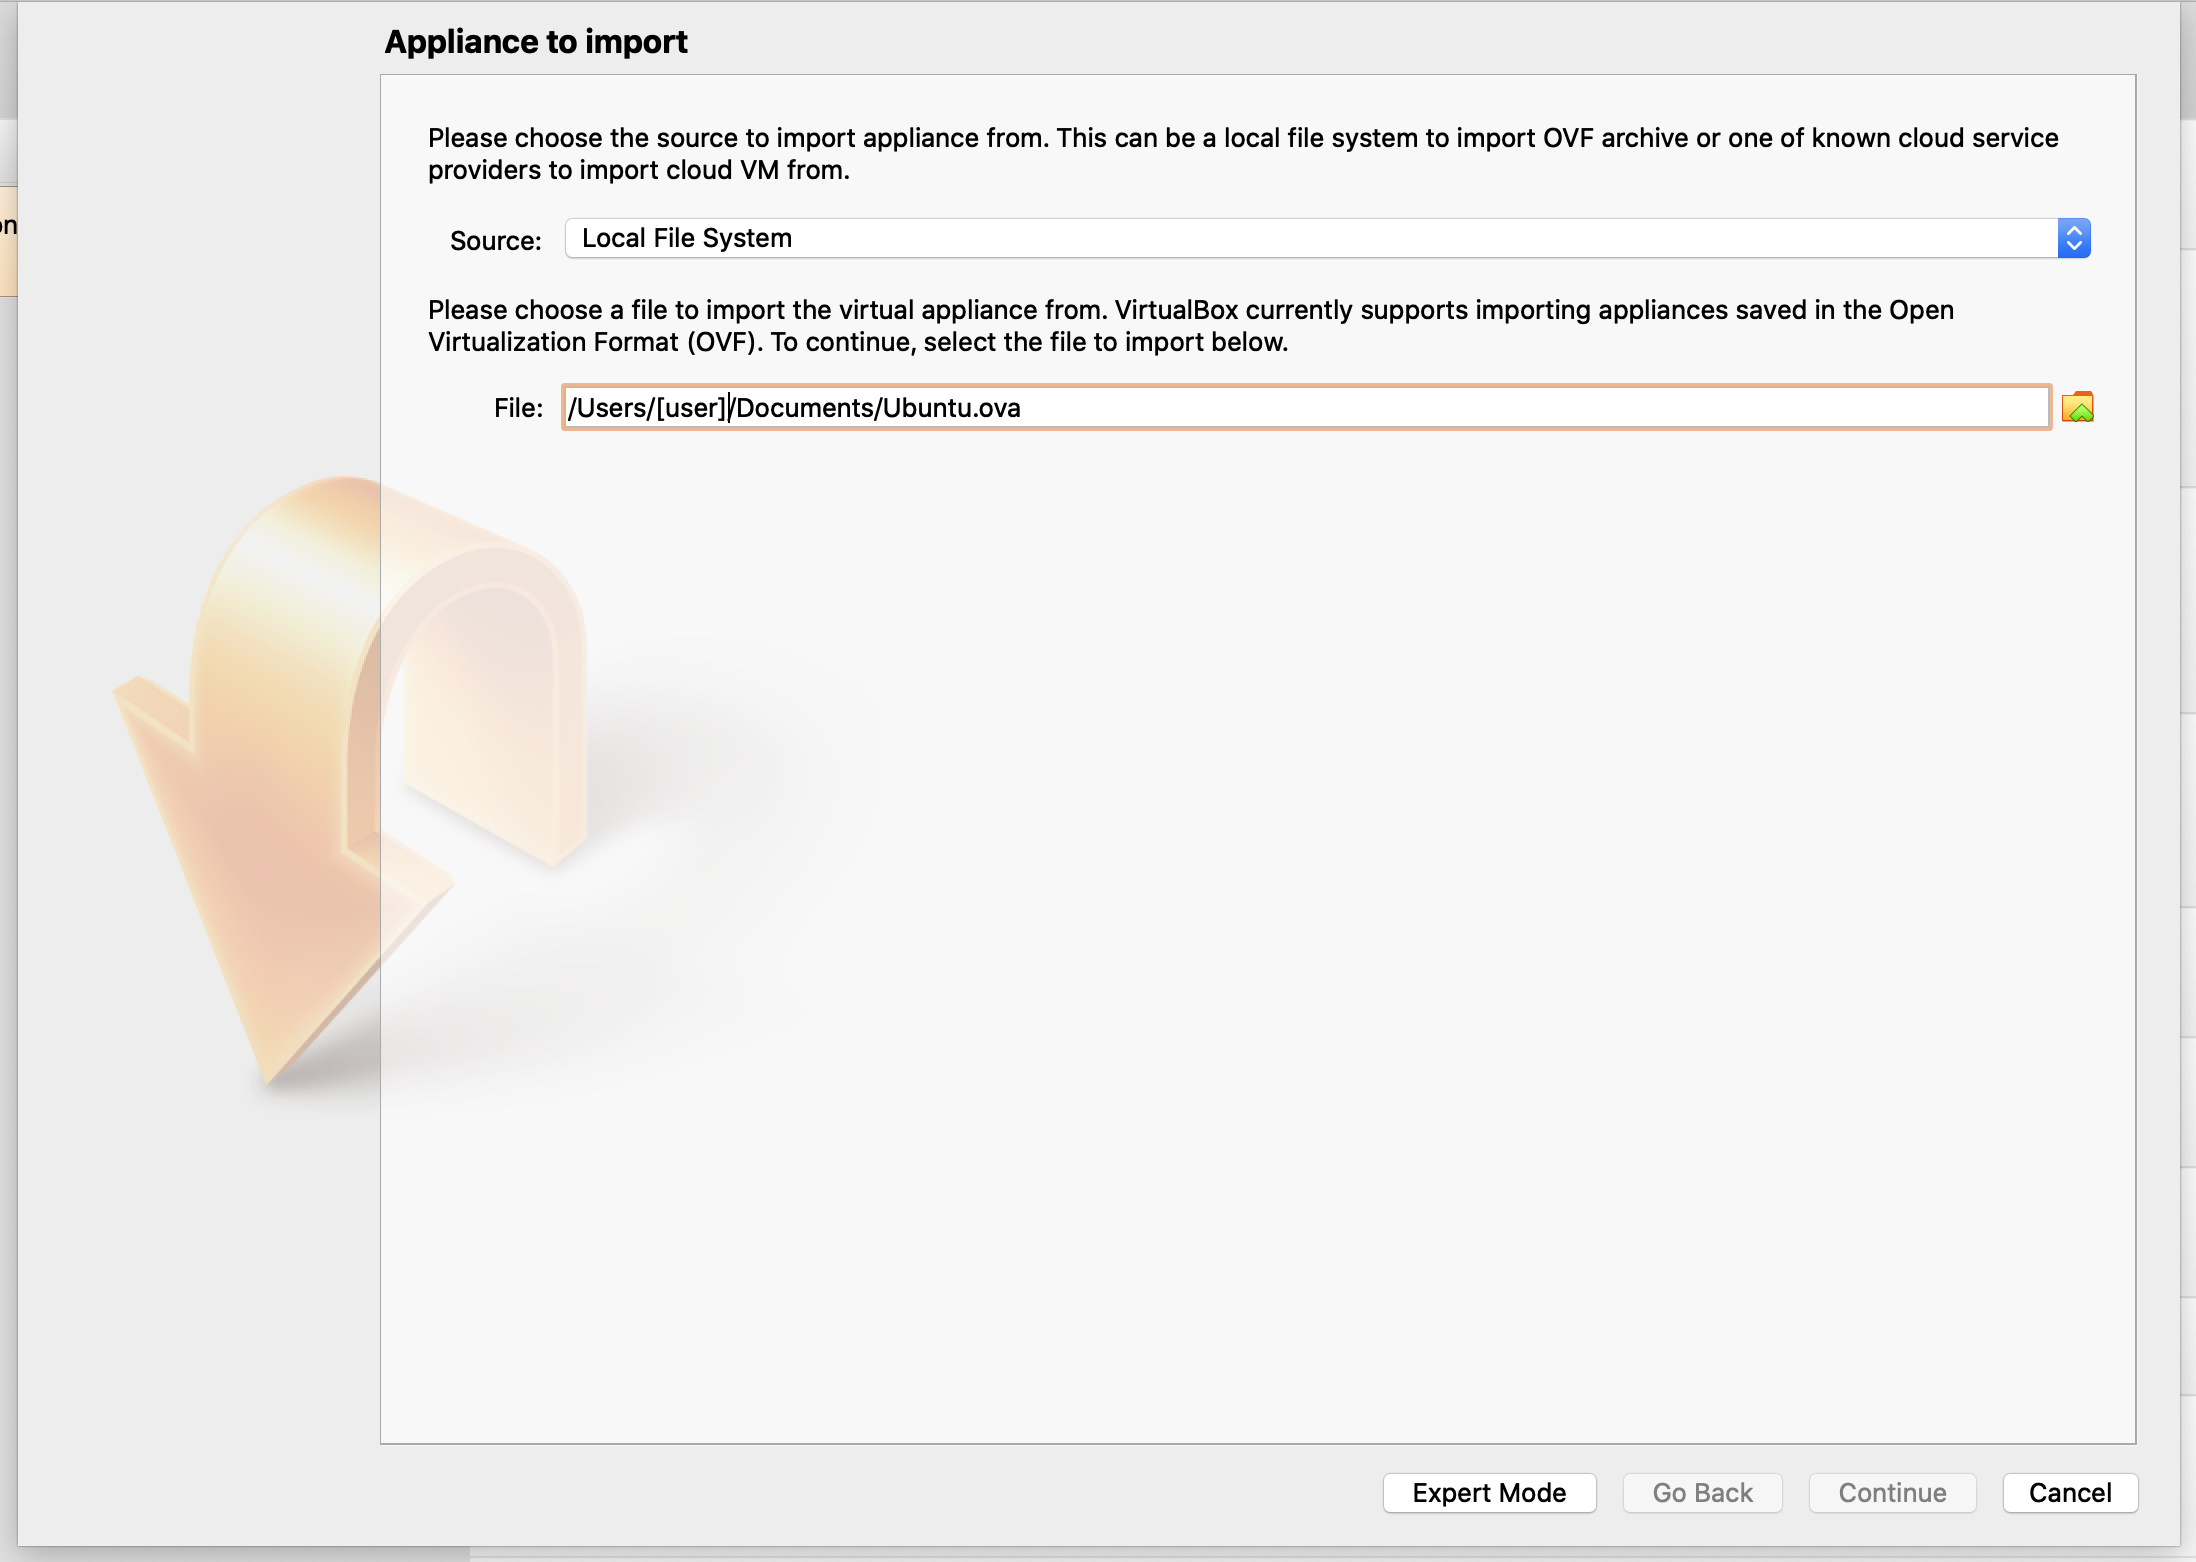 Appliance to import
Please choose the source to import appliance from. This can be a local file system to import OVF archive or one of known cloud service
providers to import cloud VM from.
on
Source: Local File System
Please choose a file to import the virtual appliance from. VirtualBox currently supports importing appliances saved in the Open
Virtualization Format (OVF). To continue, select the file to import below.
File: /Users/[user]/Documents/Ubuntu.ova
Expert Mode Go Back Continue Cancel